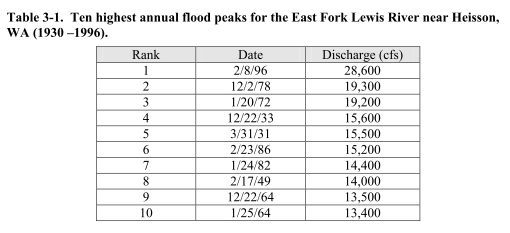 Table 3-1.  Ten highest annual flood peaks for the East Fork Lewis River near Heisson,
WA (1930 –1996).
Rank Date Discharge (cfs)
1 2/8/96 28,600
2 12/2/78 19,300
3 1/20/72 19,200
4 12/22/33 15,600
5 3/31/31 15,500
6 2/23/86 15,200
7 1/24/82 14,400
8 2/17/49 14,000
9 12/22/64 13,500
10 1/25/64 13,400